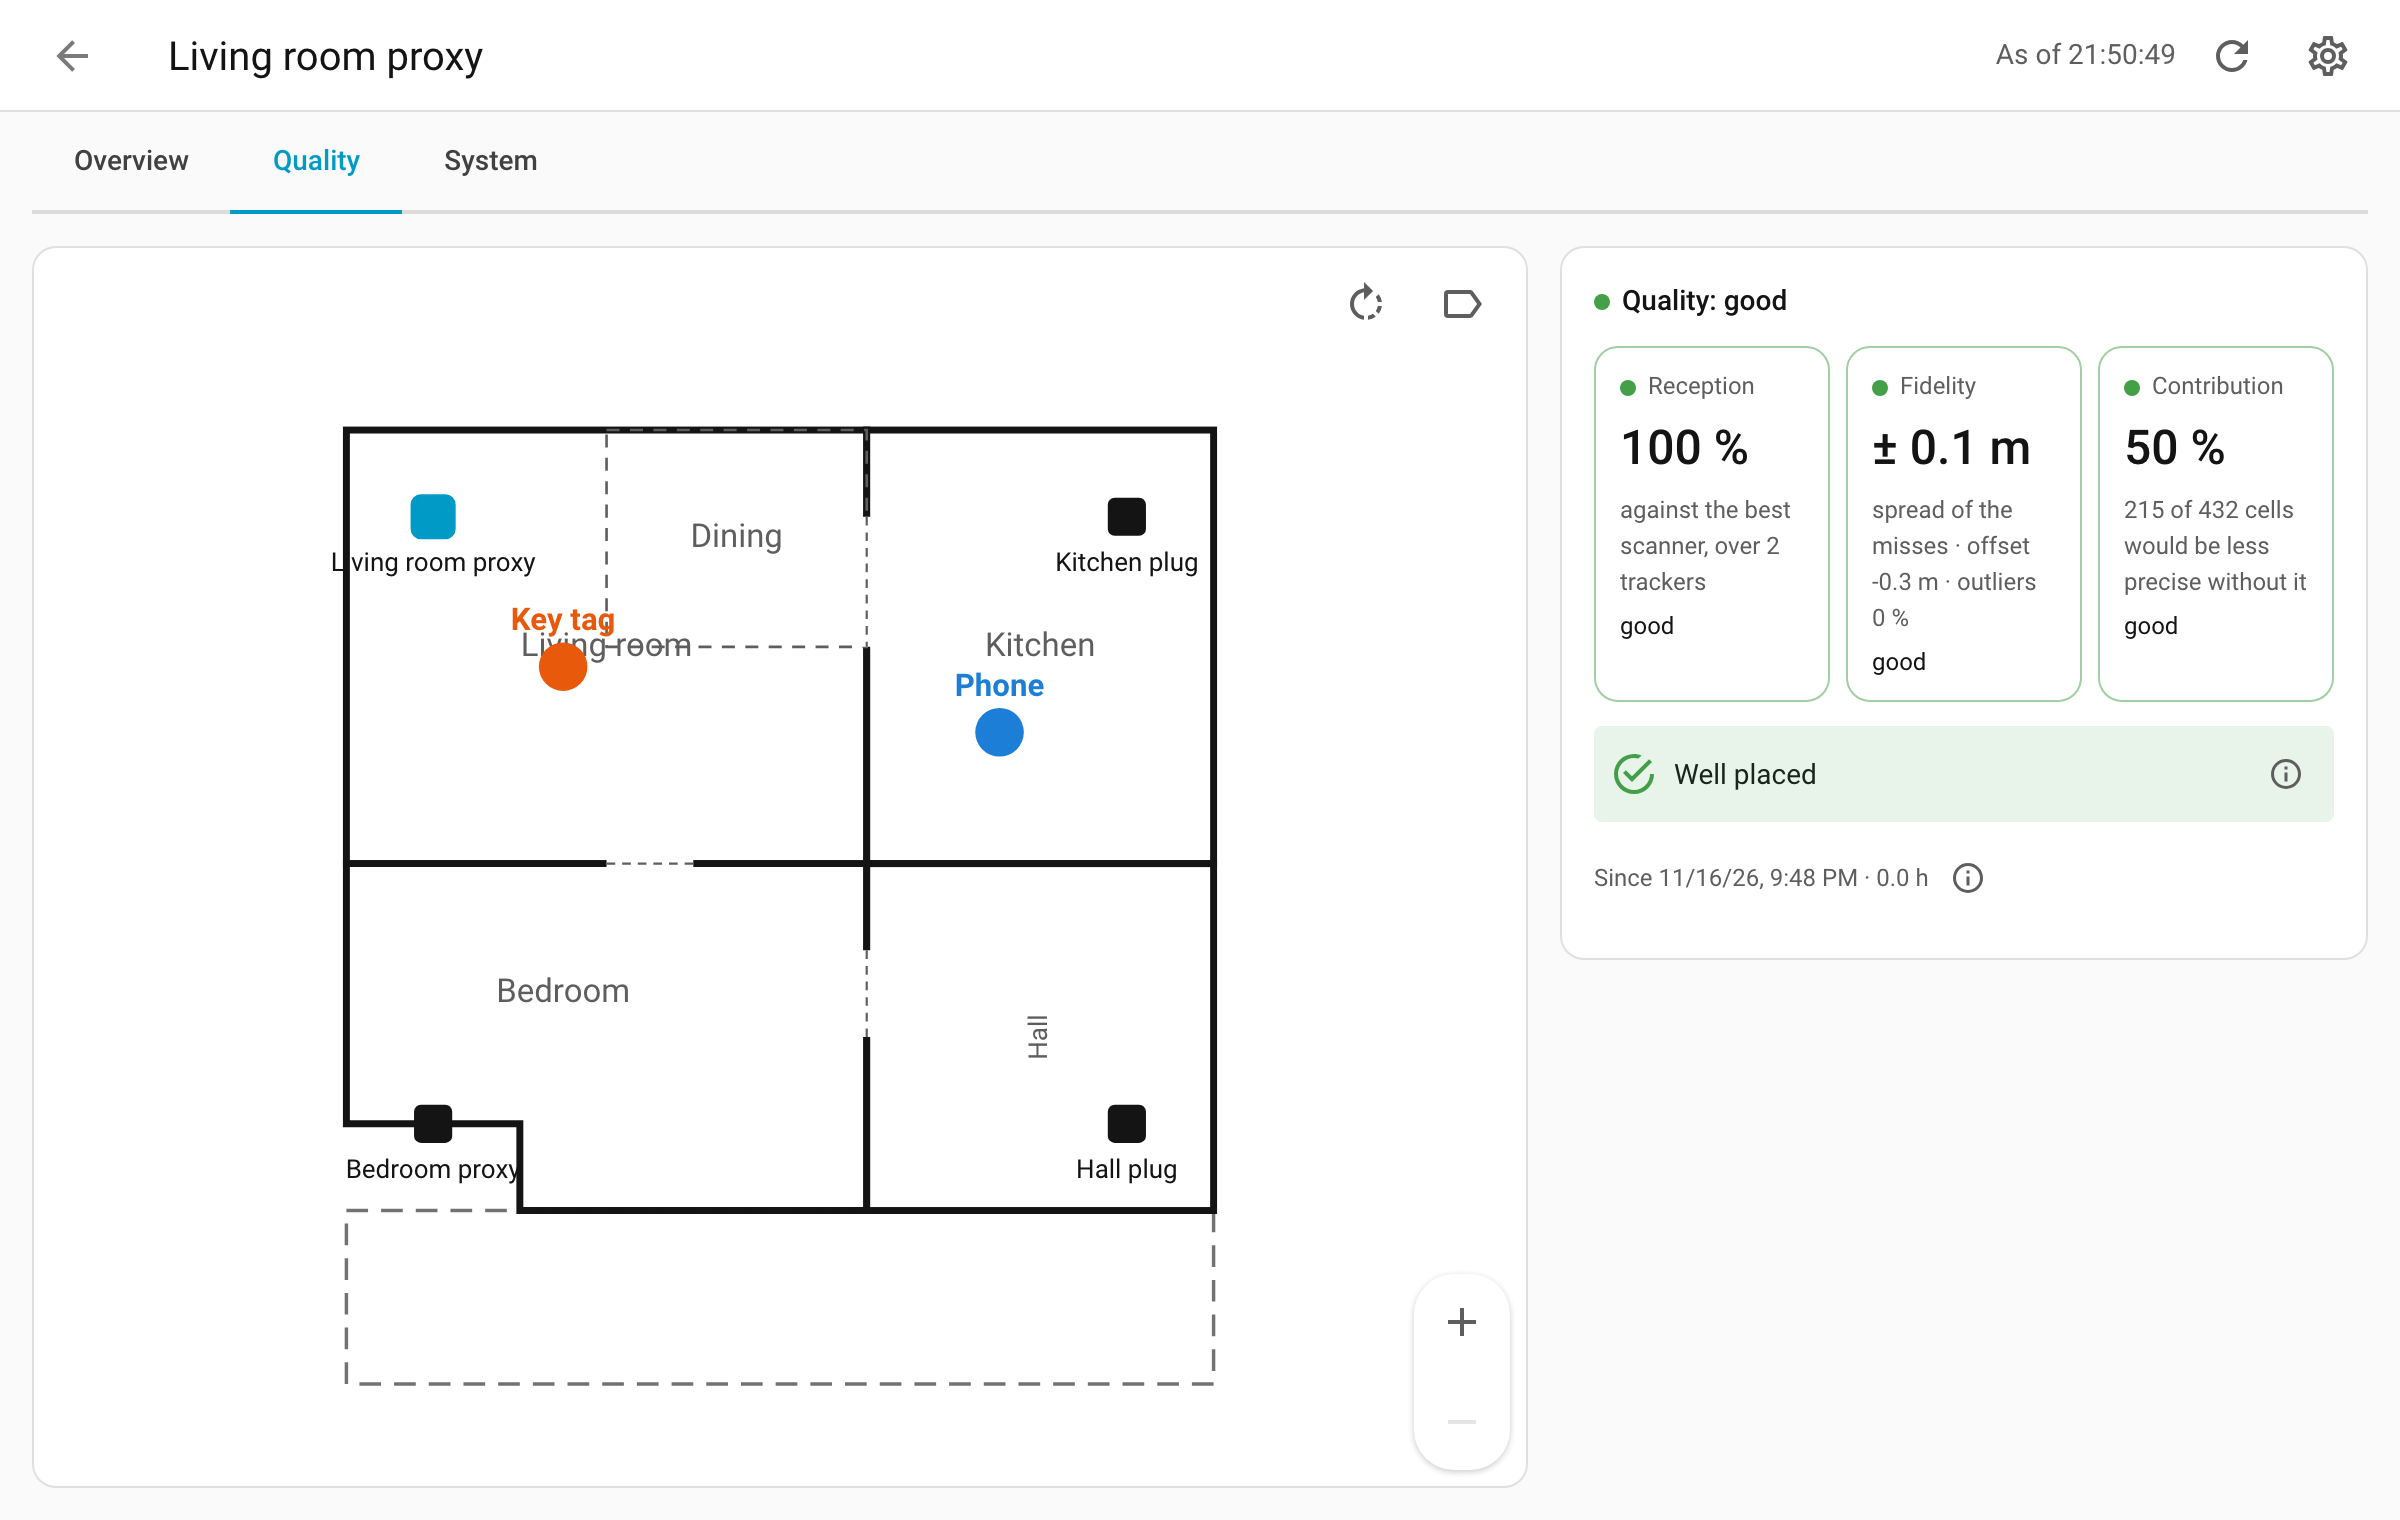 Living room proxy
As of 21:50:49
Overview
Quality
System
Dining
Living room proxy
Kitchen plug
Key tag
Living room
Kitchen
Phone
Bedroom
Hall
Bedroom proxy
Hall plug
Quality: good
Reception
100 %
against the best
scanner, over 2
trackers
good
Fidelity
± 0.1 m
spread of the
misses · offset
-0.3 m · outliers
0 %
good
Contribution
50 %
215 of 432 cells
would be less
precise without it
good
Well placed
Since 11/16/26, 9:48 PM · 0.0 h